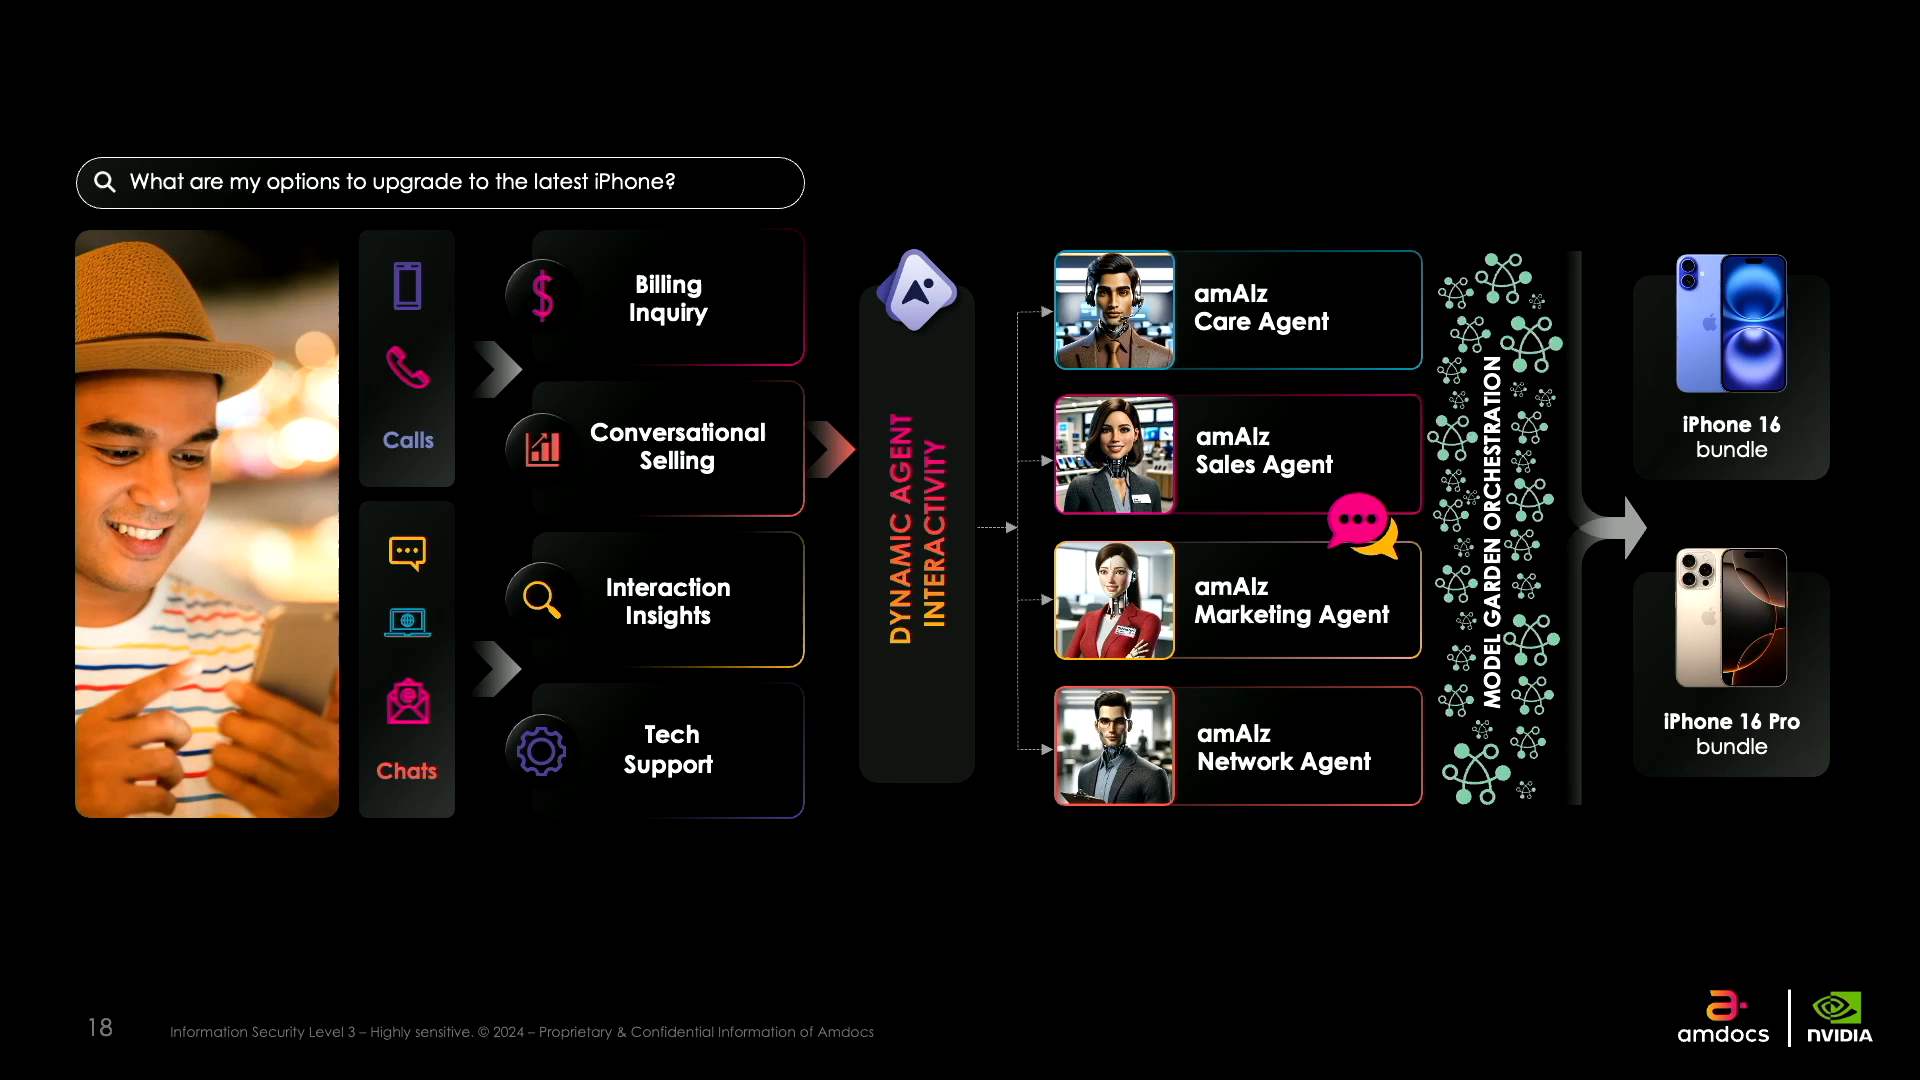 What are my options to upgrade to the latest iPhone?
Calls
Chats
Billing
Inquiry
Conversational
Selling
Interaction
Insights
Tech
Support
DYNAMIC AGENT
INTERACTIVITY
amAIz
Care Agent
amAIz
Sales Agent
amAIz
Marketing Agent
amAIz
Network Agent
MODEL GARDEN ORCHESTRATION
iPhone 16
bundle
iPhone 16 Pro
bundle
18
Information Security Level 3 – Highly sensitive. © 2024 – Proprietary & Confidential Information of Amdocs
amdocs
NVIDIA